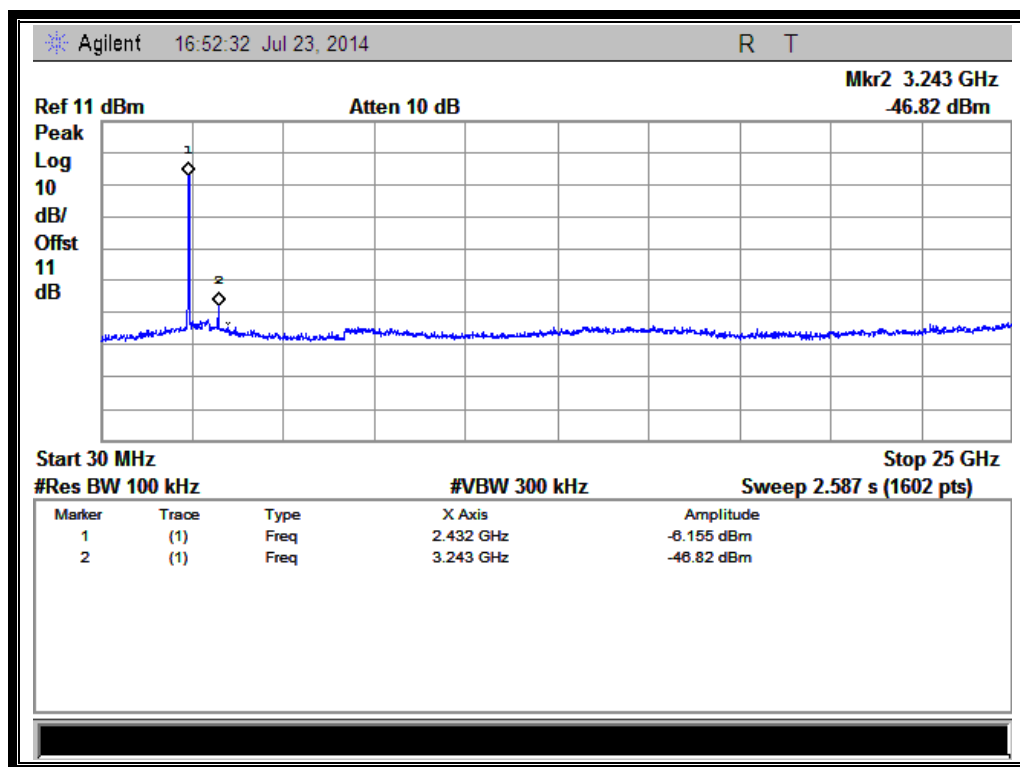 Agilent 16:52:32 Jul 23, 2014 R T
Mkr2 3.243 GHz
Ref 11 dBm Atten 10 dB -46.82 dBm
Peak
Log
10
dB/
Offst
11
dB
1
2
Start 30 MHz Stop 25 GHz
#Res BW 100 kHz #VBW 300 kHz Sweep 2.587 s (1602 pts)
Marker Trace Type X Axis Amplitude
1 (1) Freq 2.432 GHz -6.155 dBm
2 (1) Freq 3.243 GHz -46.82 dBm